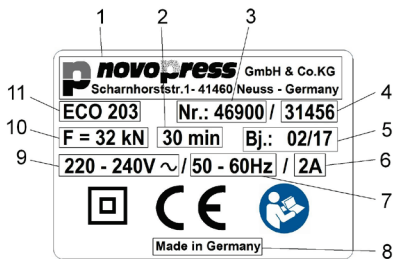 1 2 3
novopress GmbH & Co.KG
Scharnhorststr.1- 41460 Neuss - Germany
11 ECO 203 Nr.: 46900 / 31456 4
10 F = 32 kN 30 min Bj.: 02/17 5
9 220 - 240V ~ / 50 - 60Hz / 2A 6
CE 7
Made in Germany 8